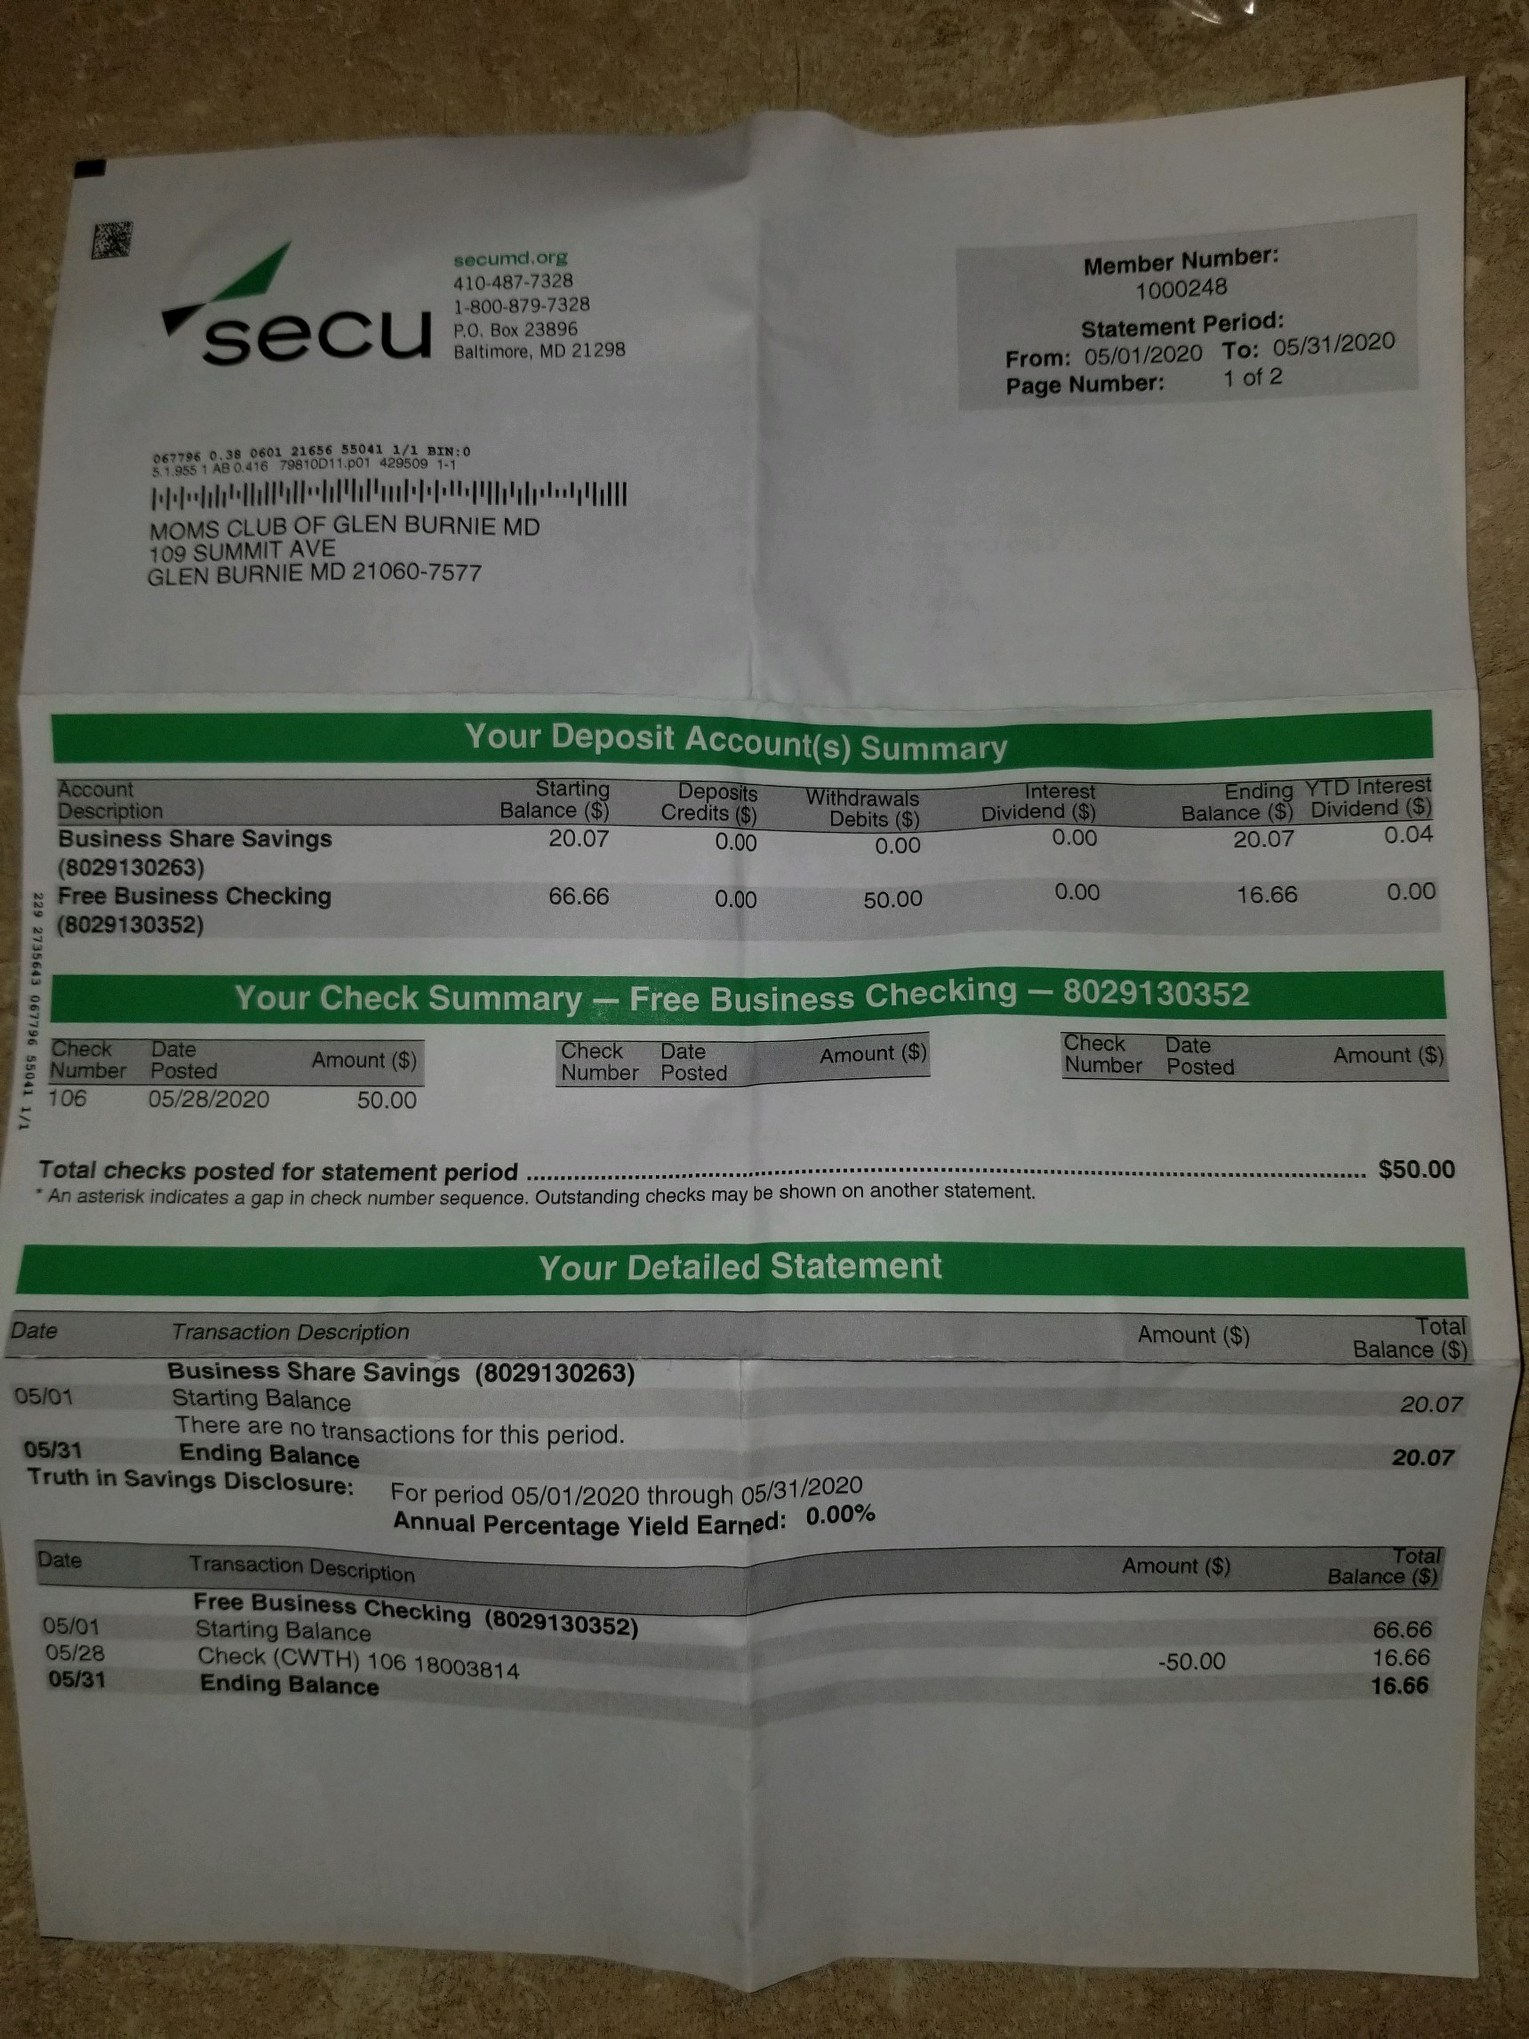 secu
secumd.org
410-487-7328
1-800-879-7328
P.O. Box 23896
Baltimore, MD 21298
Member Number:
1000248
Statement Period:
From: 05/01/2020 To: 05/31/2020
Page Number: 1 of 2
067796 0.38 0601 21656 55041 1/1 BIN:0
5.1.955 1 AB 0.416 79810D11.p01 429509 1-1
MOMS CLUB OF GLEN BURNIE MD
109 SUMMIT AVE
GLEN BURNIE MD 21060-7577
229 2735643 067796 55041 1/1
Your Deposit Account(s) Summary
Account Description Starting Balance ($) Deposits Credits ($) Withdrawals Debits ($) Interest Dividend ($) Ending Balance ($) YTD Interest Dividend ($)
Business Share Savings 20.07 0.00 0.00 0.00 20.07 0.04
(8029130263)
Free Business Checking 66.66 0.00 50.00 0.00 16.66 0.00
(8029130352)
Your Check Summary — Free Business Checking — 8029130352
Check Number Date Posted Amount ($) Check Number Date Posted Amount ($) Check Number Date Posted Amount ($)
106 05/28/2020 50.00
Total checks posted for statement period ........ $50.00
* An asterisk indicates a gap in check number sequence. Outstanding checks may be shown on another statement.
Your Detailed Statement
Date Transaction Description Amount ($) Total Balance ($)
Business Share Savings (8029130263)
05/01 Starting Balance 20.07
There are no transactions for this period.
05/31 Ending Balance 20.07
Truth in Savings Disclosure: For period 05/01/2020 through 05/31/2020
Annual Percentage Yield Earned: 0.00%
Date Transaction Description Amount ($) Total Balance ($)
Free Business Checking (8029130352)
05/01 Starting Balance 66.66
05/28 Check (CWTH) 106 18003814 -50.00 16.66
05/31 Ending Balance 16.66